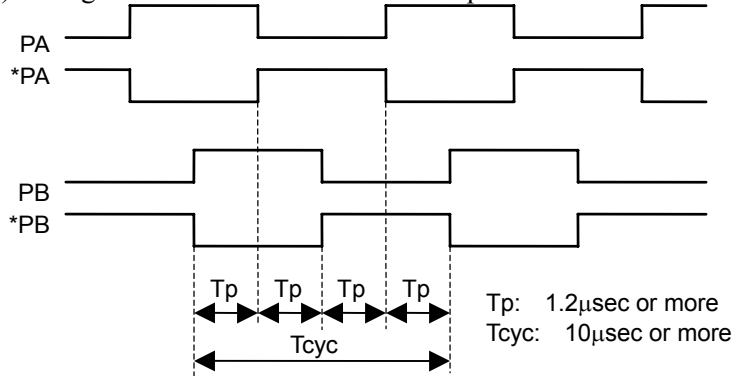 PA
*PA
PB
*PB
Tp Tp Tp Tp
Tcyc
Tp: 1.2μsec or more
Tcyc: 10μsec or more